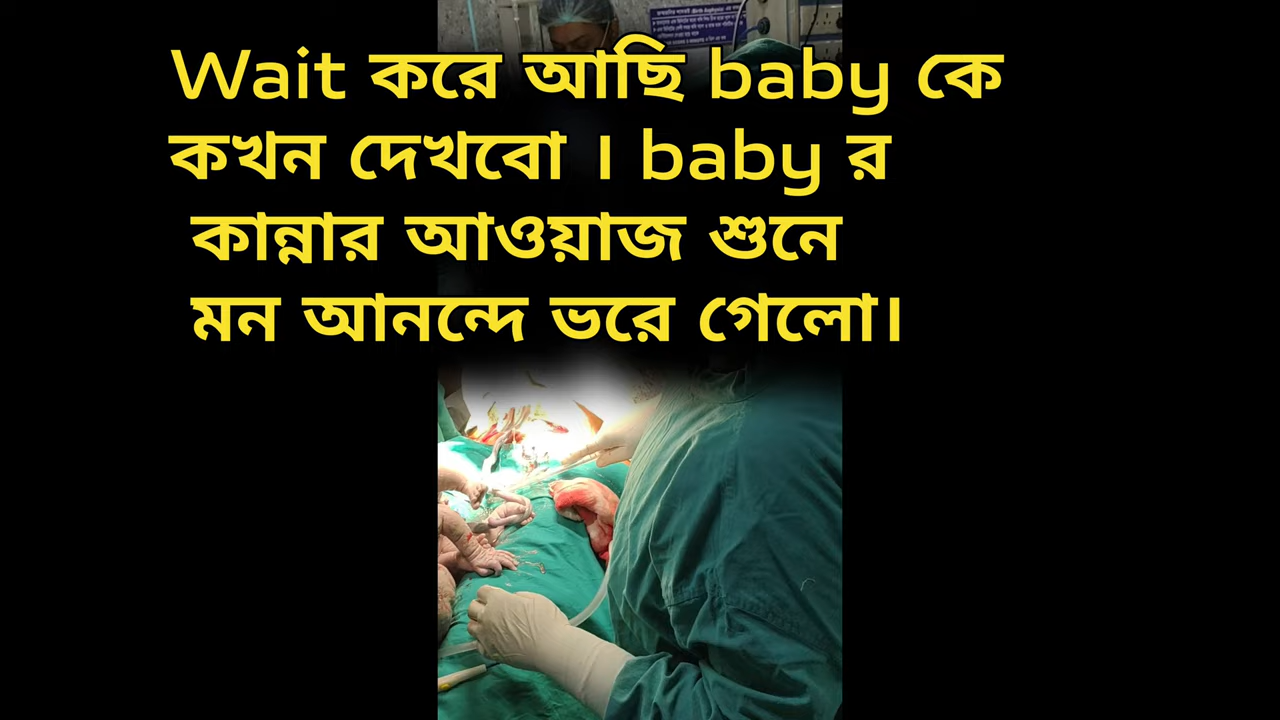 Wait করে আছি baby কে
কখন দেখবো । baby র
কান্নার আওয়াজ শুনে
মন আনন্দে ভরে গেলো।